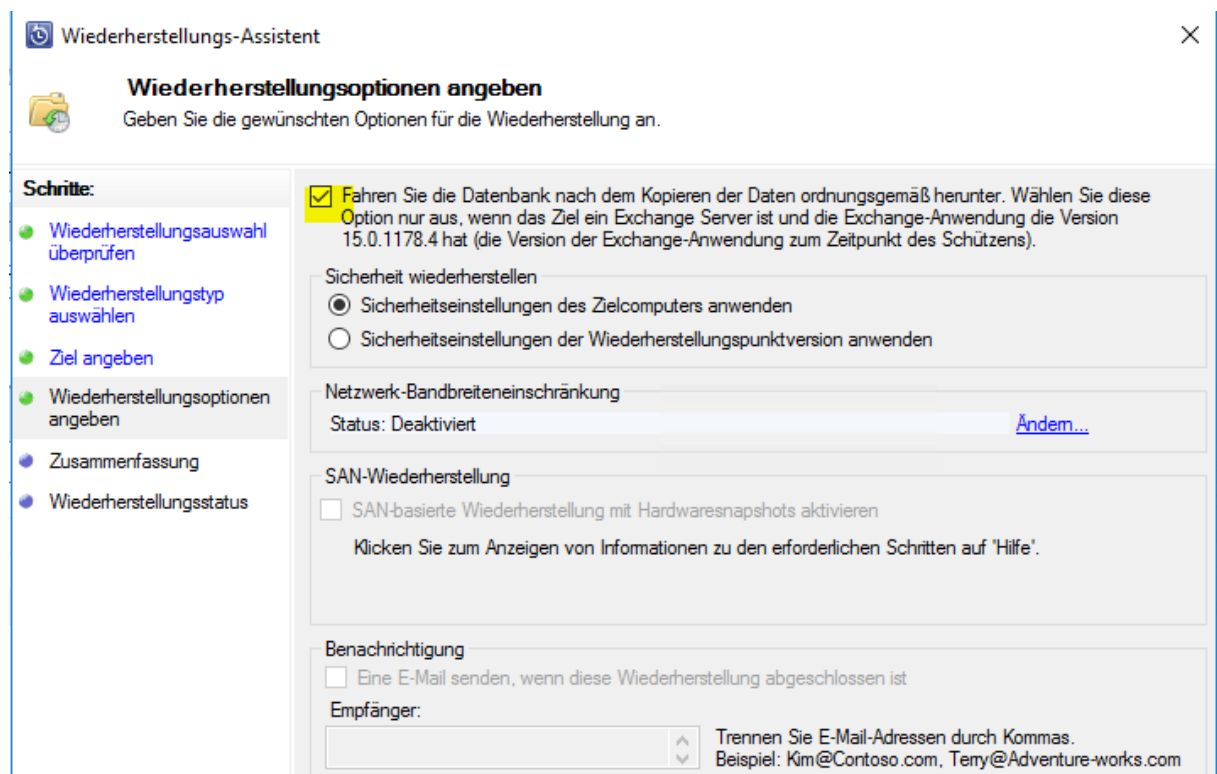 Wiederherstellungs-Assistent
Wiederherstellungsoptionen angeben
Geben Sie die gewünschten Optionen für die Wiederherstellung an.
Schritte:
Wiederherstellungsauswahl
überprüfen
Wiederherstellungstyp
auswählen
Ziel angeben
Wiederherstellungsoptionen
angeben
Zusammenfassung
Wiederherstellungsstatus
Fahren Sie die Datenbank nach dem Kopieren der Daten ordnungsgemäß herunter. Wählen Sie diese
Option nur aus, wenn das Ziel ein Exchange Server ist und die Exchange-Anwendung die Version
15.0.1178.4 hat (die Version der Exchange-Anwendung zum Zeitpunkt des Schützens).
Sicherheit wiederherstellen
Sicherheitseinstellungen des Zielcomputers anwenden
Sicherheitseinstellungen der Wiederherstellungspunktversion anwenden
Netzwerk-Bandbreiteneinschränkung
Status: Deaktiviert
Ändern...
SAN-Wiederherstellung
SAN-basierte Wiederherstellung mit Hardwaresnapshots aktivieren
Klicken Sie zum Anzeigen von Informationen zu den erforderlichen Schritten auf 'Hilfe'.
Benachrichtigung
Eine E-Mail senden, wenn diese Wiederherstellung abgeschlossen ist
Empfänger:
Trennen Sie E-Mail-Adressen durch Kommas.
Beispiel: Kim@Contoso.com, Terry@Adventure-works.com